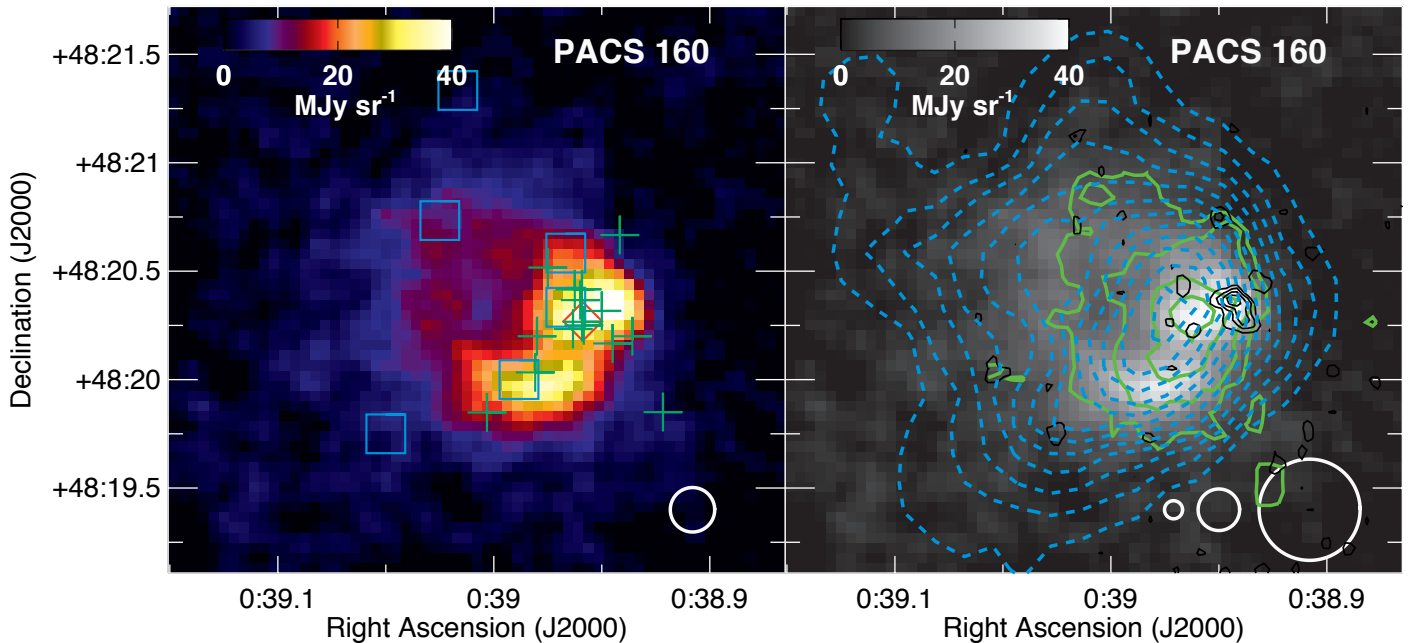 PACS 160
0 20 40
MJy sr⁻¹
PACS 160
0 20 40
MJy sr⁻¹
+48:21.5
+48:21
+48:20.5
+48:20
+48:19.5
Declination (J2000)
0:39.1 0:39 0:38.9
Right Ascension (J2000)
0:39.1 0:39 0:38.9
Right Ascension (J2000)